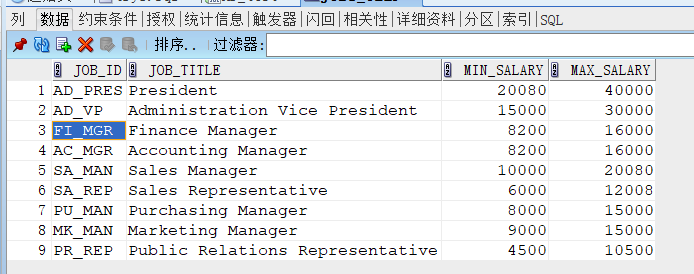 列 数据 约束条件 授权 统计信息 触发器 闪回 相关性 详细资料 分区 索引 SQL
排序.. 过滤器:
JOB_ID JOB_TITLE MIN_SALARY MAX_SALARY
1 AD_PRES President 20080 40000
2 AD_VP Administration Vice President 15000 30000
3 FI_MGR Finance Manager 8200 16000
4 AC_MGR Accounting Manager 8200 16000
5 SA_MAN Sales Manager 10000 20080
6 SA_REP Sales Representative 6000 12008
7 PU_MAN Purchasing Manager 8000 15000
8 MK_MAN Marketing Manager 9000 15000
9 PR_REP Public Relations Representative 4500 10500